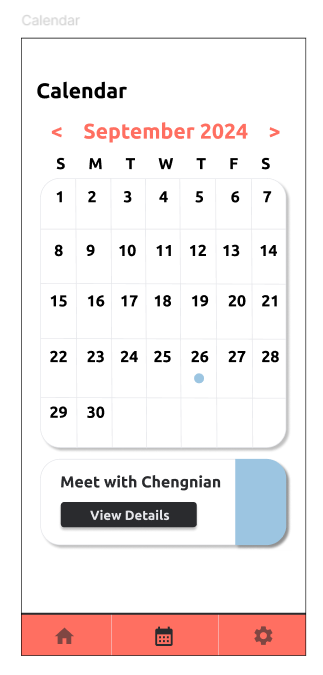 Calendar
Calendar
< September 2024 >
S M T W T F S
1 2 3 4 5 6 7
8 9 10 11 12 13 14
15 16 17 18 19 20 21
22 23 24 25 26 27 28
29 30
Meet with Chengnian
View Details